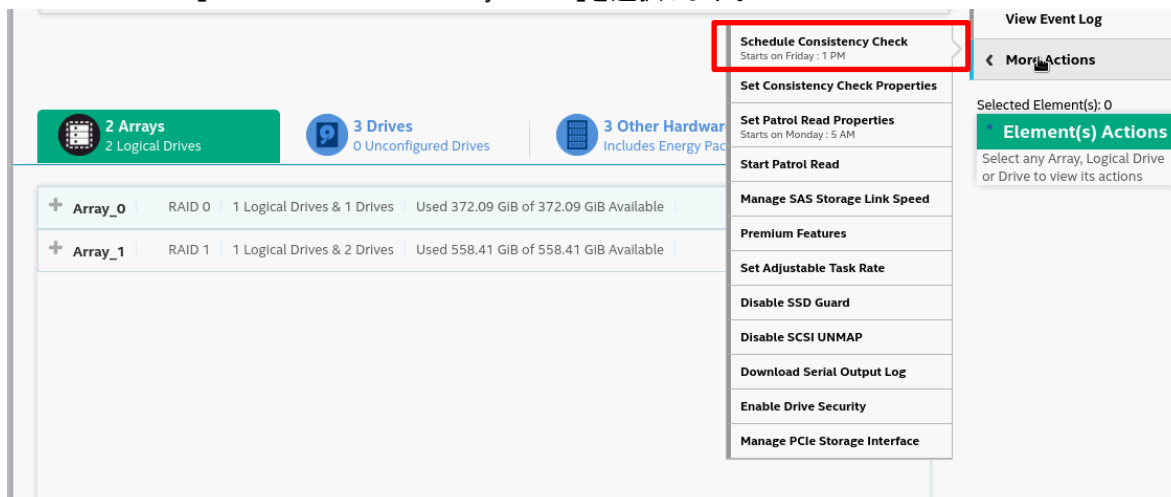 View Event Log
Schedule Consistency Check
Starts on Friday : 1 PM
More Actions
Set Consistency Check Properties
Selected Element(s): 0
Set Patrol Read Properties
Starts on Monday : 5 AM
2 Arrays
2 Logical Drives
3 Drives
0 Unconfigured Drives
3 Other Hardwar
Includes Energy Pac
Element(s) Actions
Select any Array, Logical Drive
or Drive to view its actions
Start Patrol Read
Manage SAS Storage Link Speed
Array_0 RAID 0 1 Logical Drives & 1 Drives Used 372.09 GiB of 372.09 GiB Available
Premium Features
Array_1 RAID 1 1 Logical Drives & 2 Drives Used 558.41 GiB of 558.41 GiB Available
Set Adjustable Task Rate
Disable SSD Guard
Disable SCSI UNMAP
Download Serial Output Log
Enable Drive Security
Manage PCIe Storage Interface